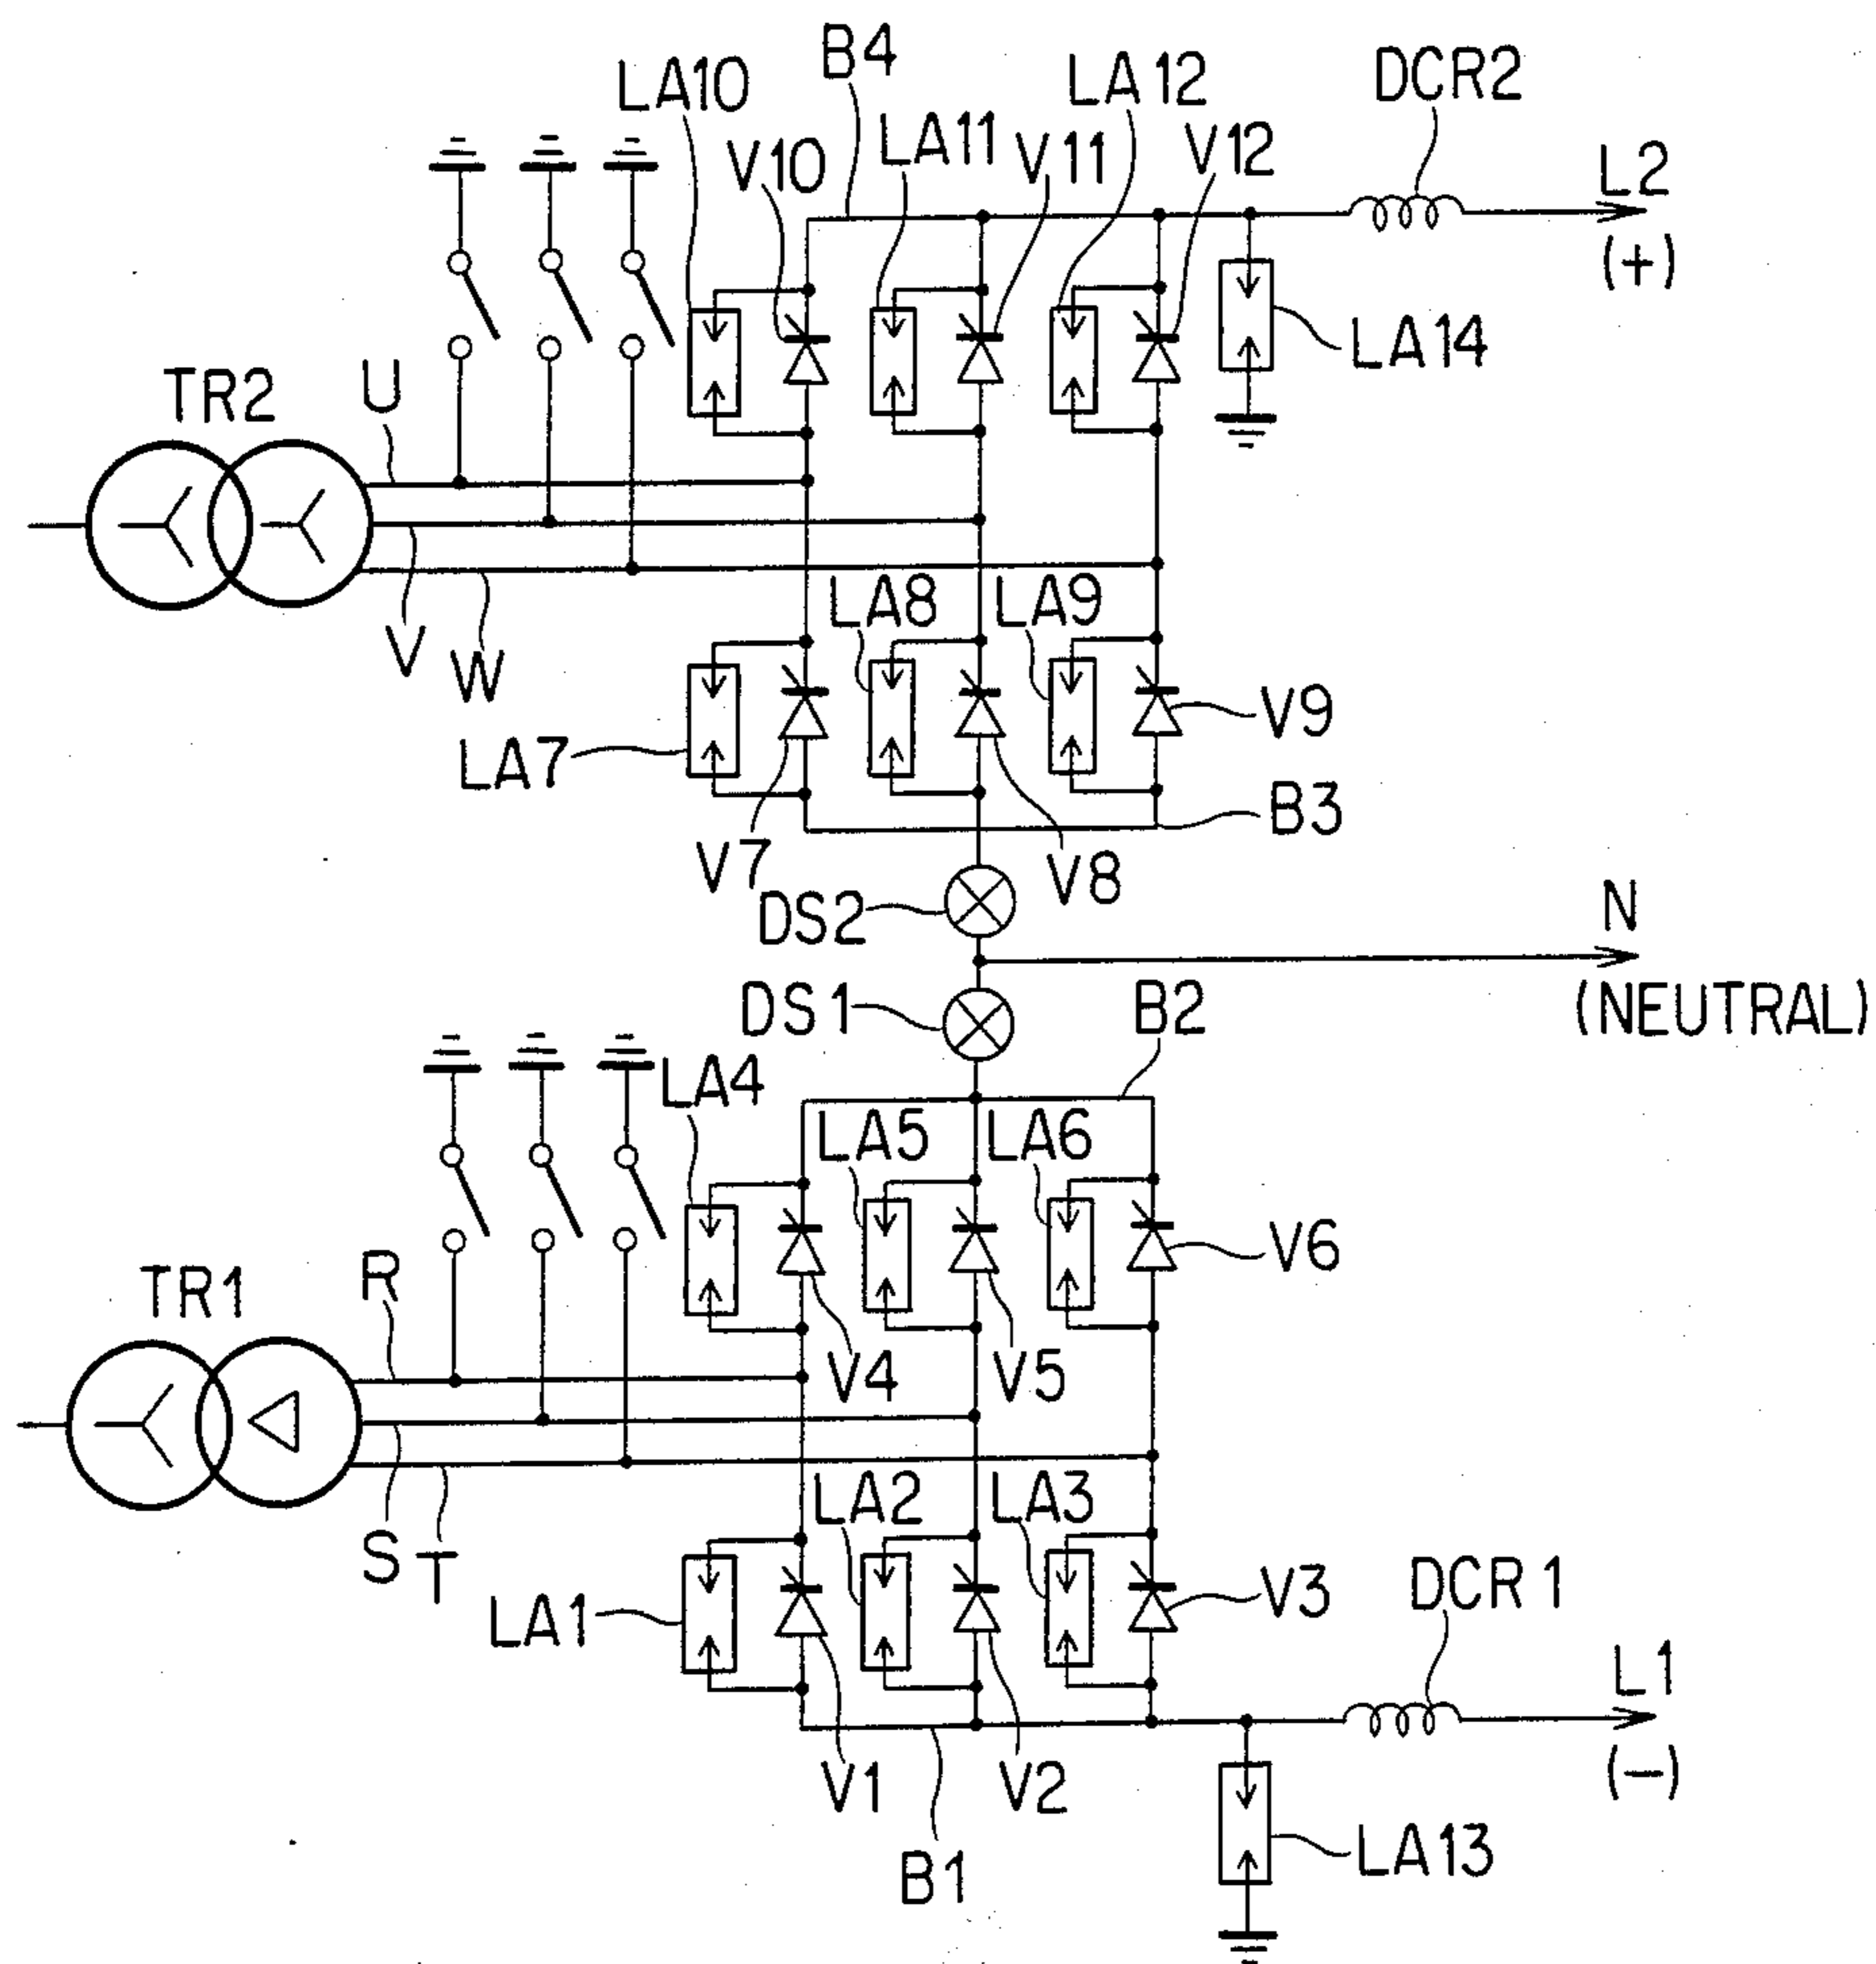 B4
LA10
LA11
LA12
DCR2
V10
V11
V12
L2
(+)
LA14
TR2
U
V
W
LA8
LA9
LA7
V9
B3
V7
V8
DS2
N
(NEUTRAL)
DS1
B2
LA4
LA5
LA6
V6
TR1
R
V4
V5
S
T
LA2
LA3
LA1
V3
DCR1
L1
(−)
V1
V2
B1
LA13